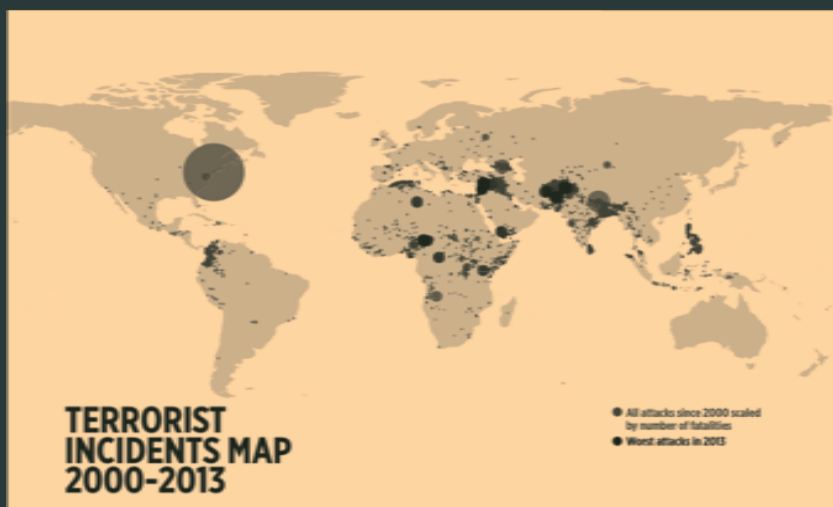 TERRORIST
INCIDENTS MAP
2000-2013
All attacks since 2000 scaled
by number of fatalities
Worst attacks in 2013